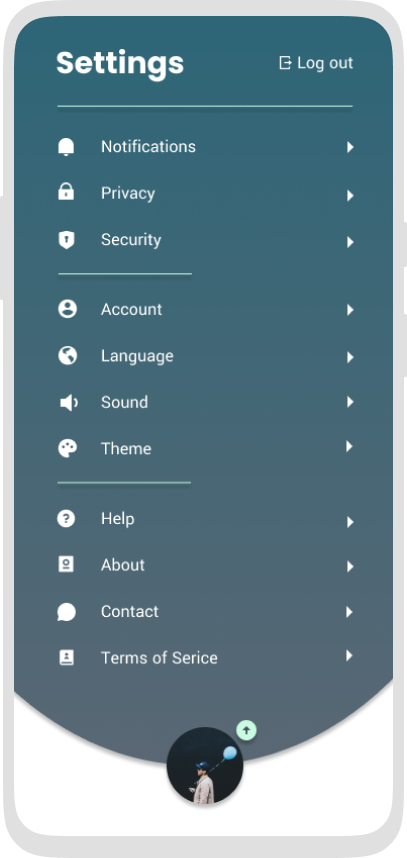 Settings
Log out
Notifications
Privacy
Security
Account
Language
Sound
Theme
Help
About
Contact
Terms of Serice